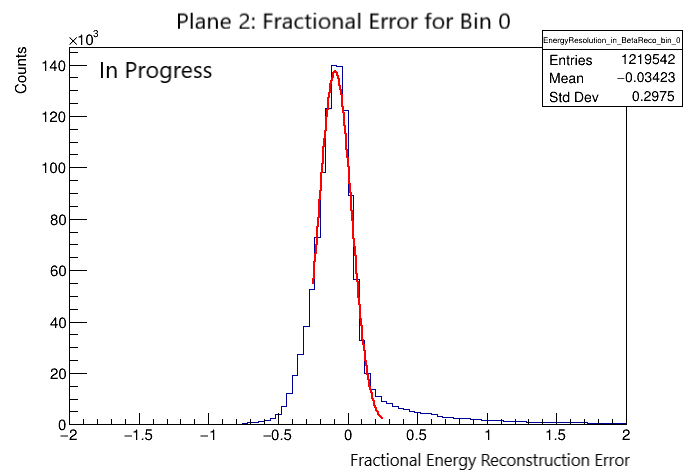 Plane 2: Fractional Error for Bin 0
×10³
EnergyResolution_in_BetaReco_bin_0
Entries 1219542
Mean −0.03423
Std Dev 0.2975
In Progress
Counts
140
120
100
80
60
40
20
0
−2 −1.5 −1 −0.5 0 0.5 1 1.5 2
Fractional Energy Reconstruction Error